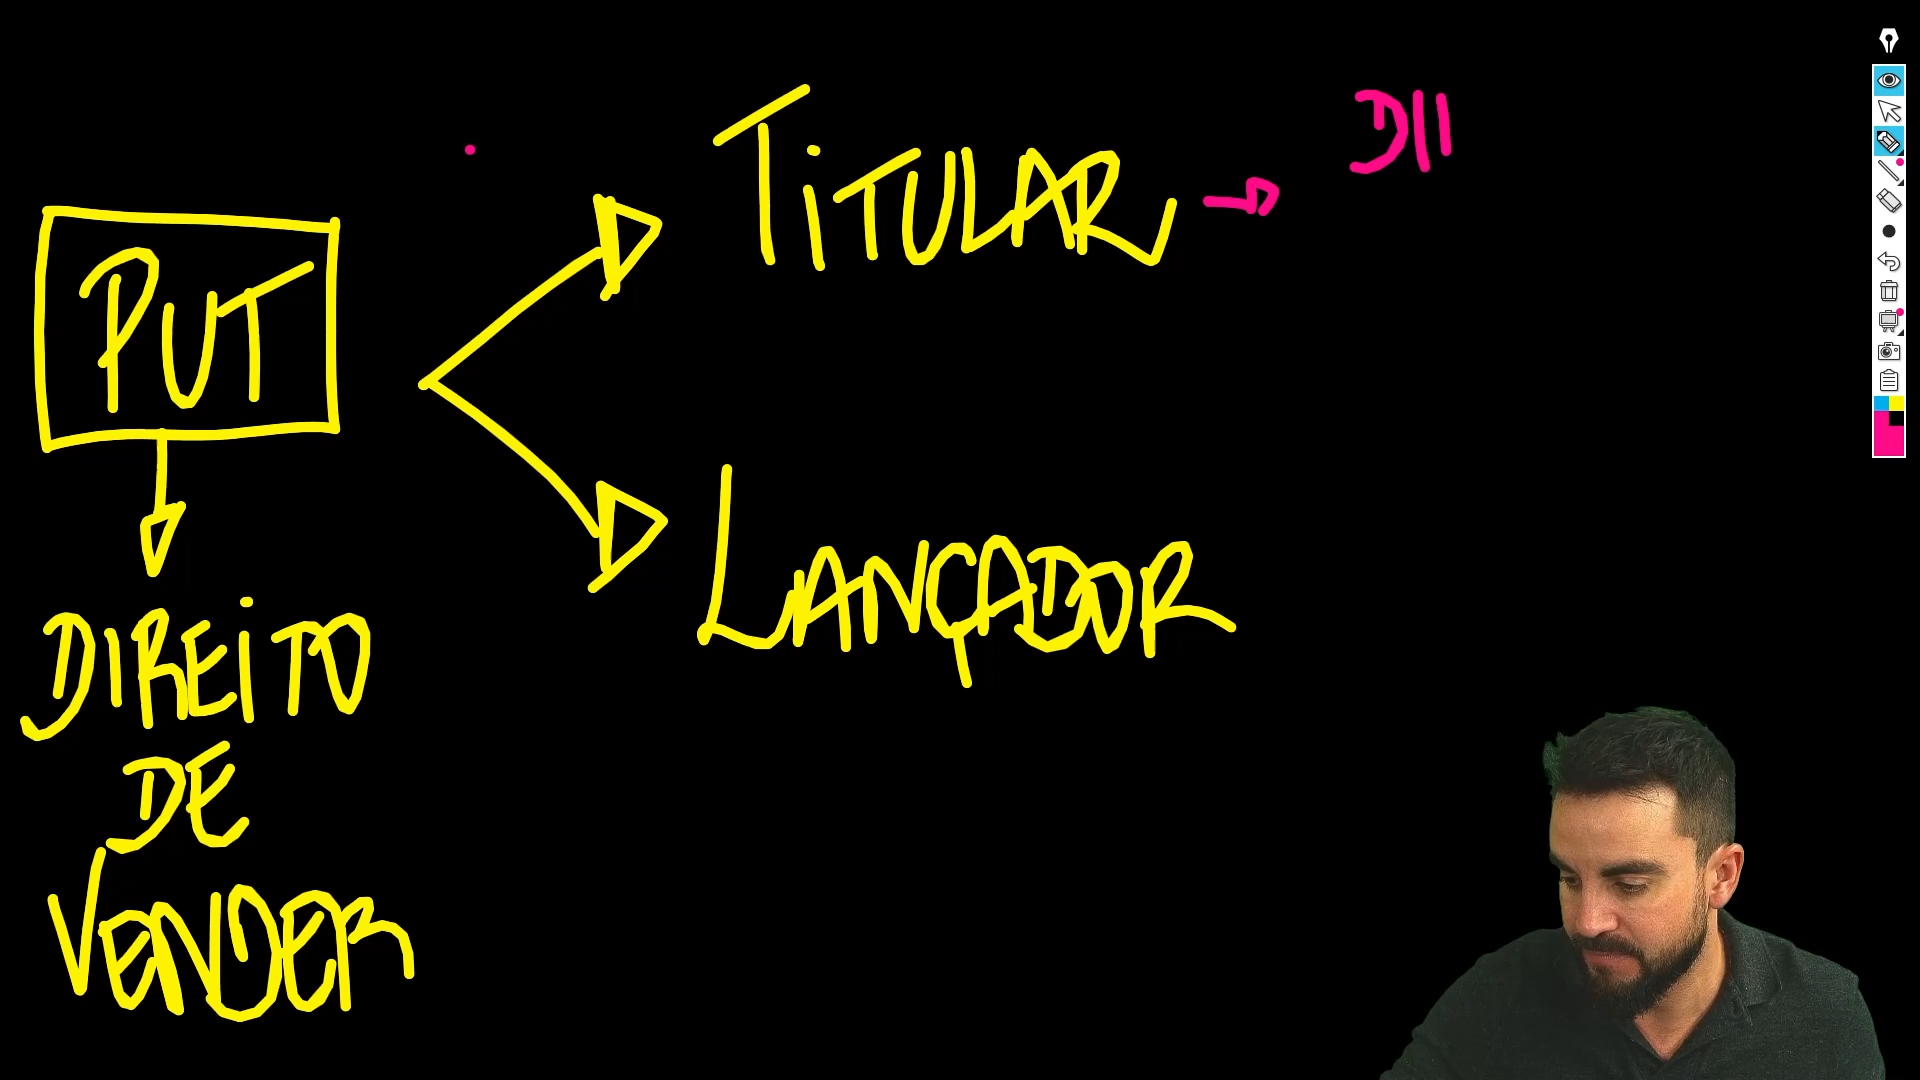 PUT
DIREITO
DE
VENDER
TITULAR
LANÇADOR